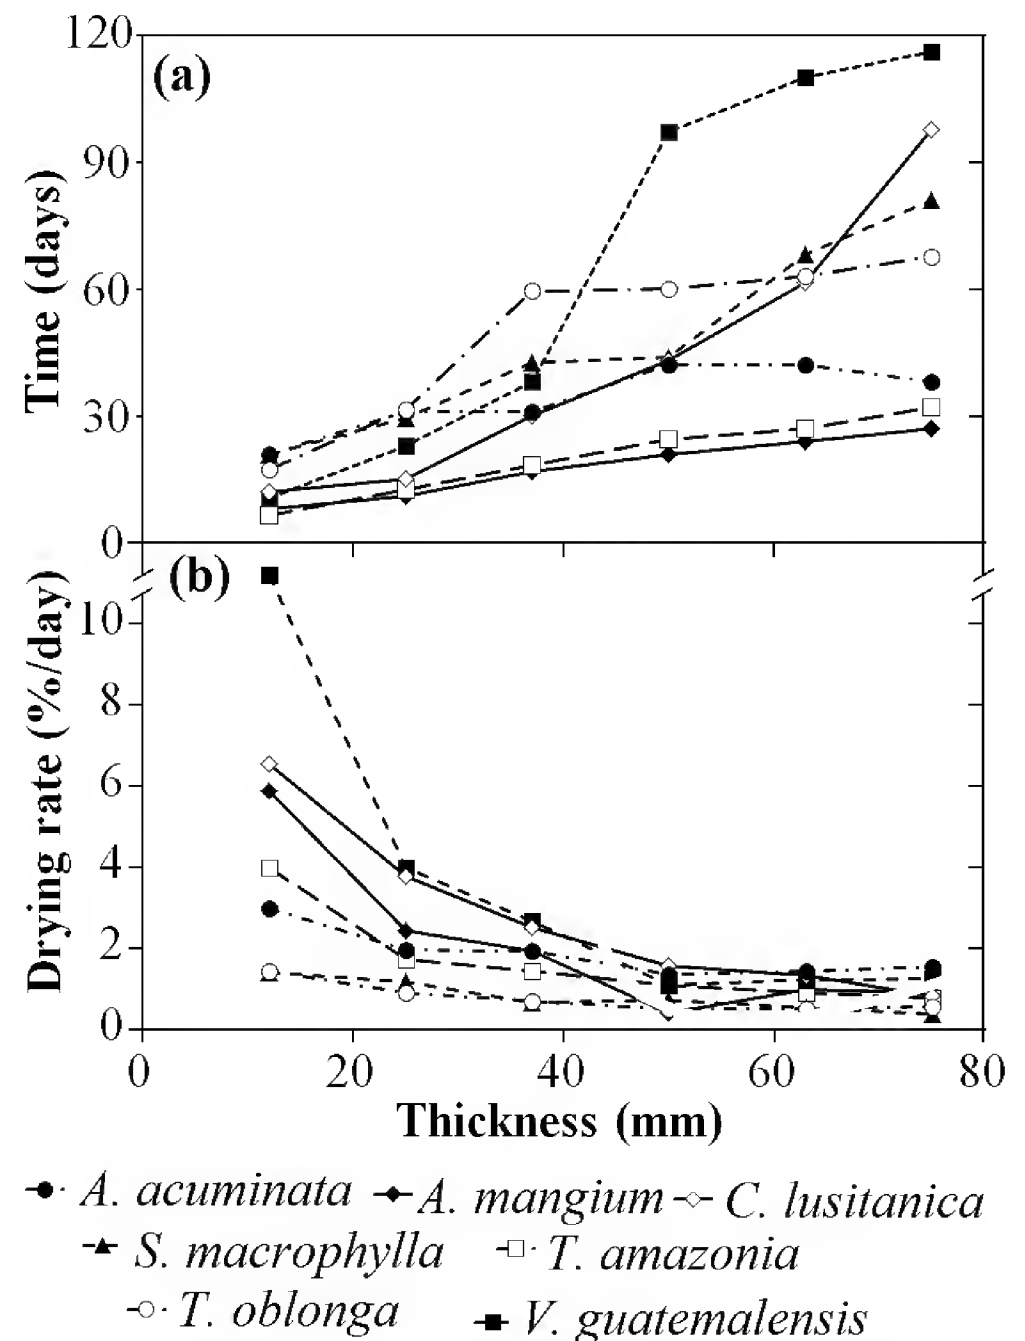 120
(a)
90
60
30
0
Time (days)
(b)
10
8
6
4
2
0
Drying rate (%/day)
0 20 40 60 80
Thickness (mm)
A. acuminata A. mangium C. lusitanica
S. macrophylla T. amazonia
T. oblonga V. guatemalensis